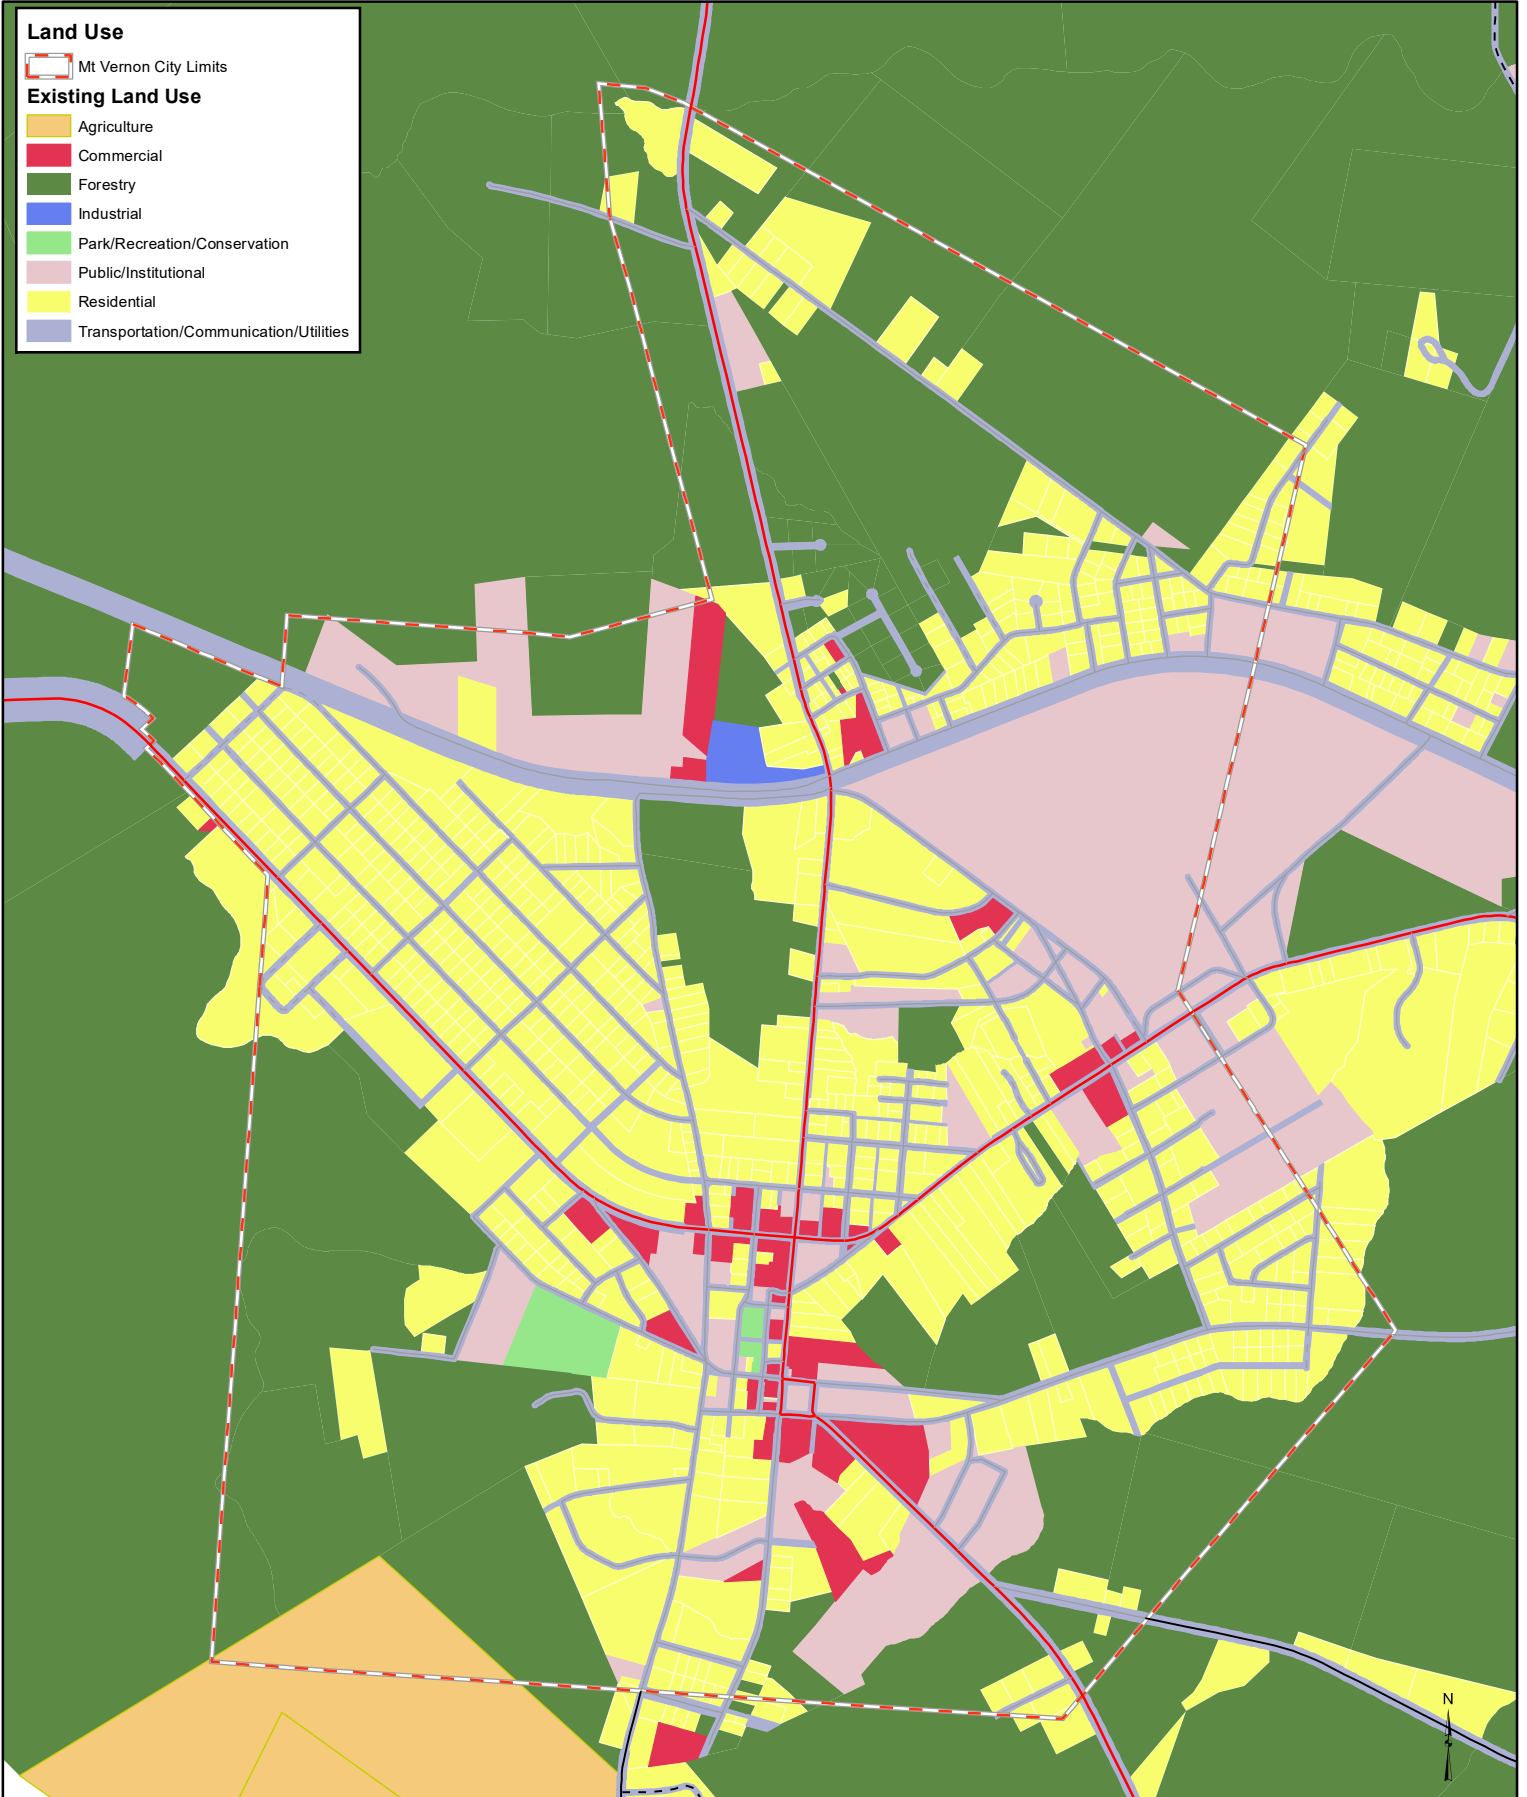 Land Use
Mt Vernon City Limits
Existing Land Use
Agriculture
Commercial
Forestry
Industrial
Park/Recreation/Conservation
Public/Institutional
Residential
Transportation/Communication/Utilities
N